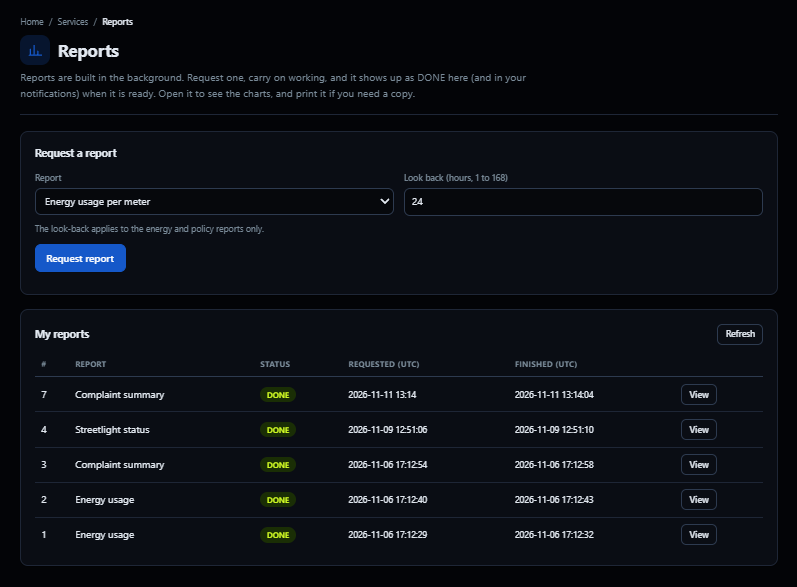 Home / Services / Reports
Reports
Reports are built in the background. Request one, carry on working, and it shows up as DONE here (and in your
notifications) when it is ready. Open it to see the charts, and print it if you need a copy.
Request a report
Report
Look back (hours, 1 to 168)
Energy usage per meter
24
The look-back applies to the energy and policy reports only.
Request report
My reports
Refresh
# REPORT STATUS REQUESTED (UTC) FINISHED (UTC)
7 Complaint summary DONE 2026-11-11 13:14 2026-11-11 13:14:04 View
4 Streetlight status DONE 2026-11-09 12:51:06 2026-11-09 12:51:10 View
3 Complaint summary DONE 2026-11-06 17:12:54 2026-11-06 17:12:58 View
2 Energy usage DONE 2026-11-06 17:12:40 2026-11-06 17:12:43 View
1 Energy usage DONE 2026-11-06 17:12:29 2026-11-06 17:12:32 View